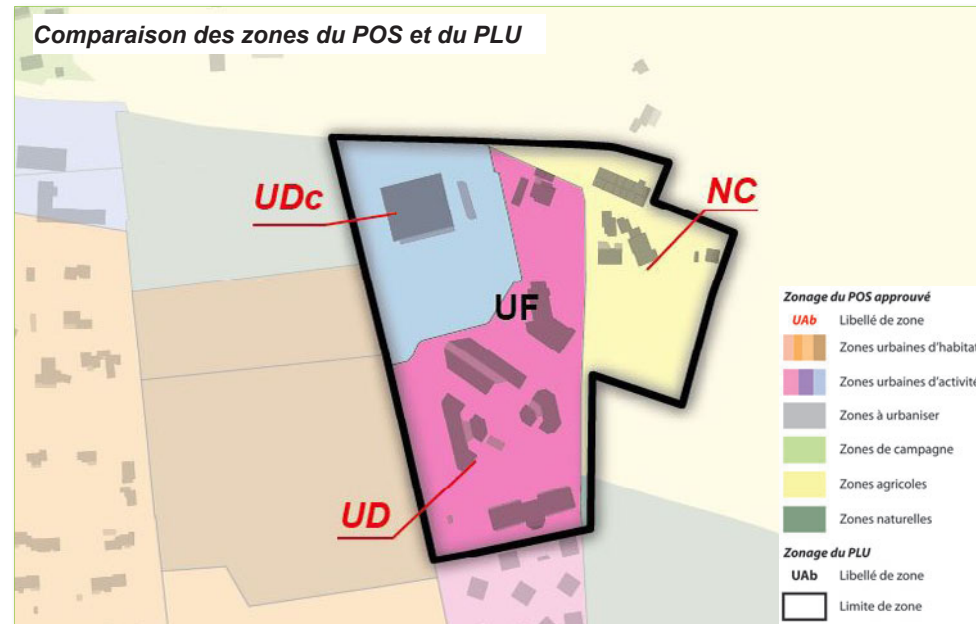 Comparaison des zones du POS et du PLU
UDc
NC
UF
UD
Zonage du POS approuvé
UAb Libellé de zone
Zones urbaines d'habitat
Zones urbaines d'activité
Zones à urbaniser
Zones de campagne
Zones agricoles
Zones naturelles
Zonage du PLU
UAb Libellé de zone
Limite de zone